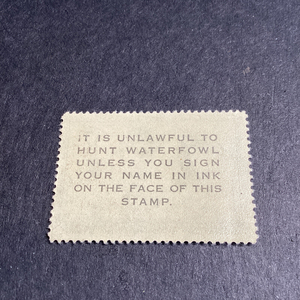 IT IS UNLAWFUL TO
HUNT WATERFOWL
UNLESS YOU SIGN
YOUR NAME IN INK
ON THE FACE OF THIS
STAMP.